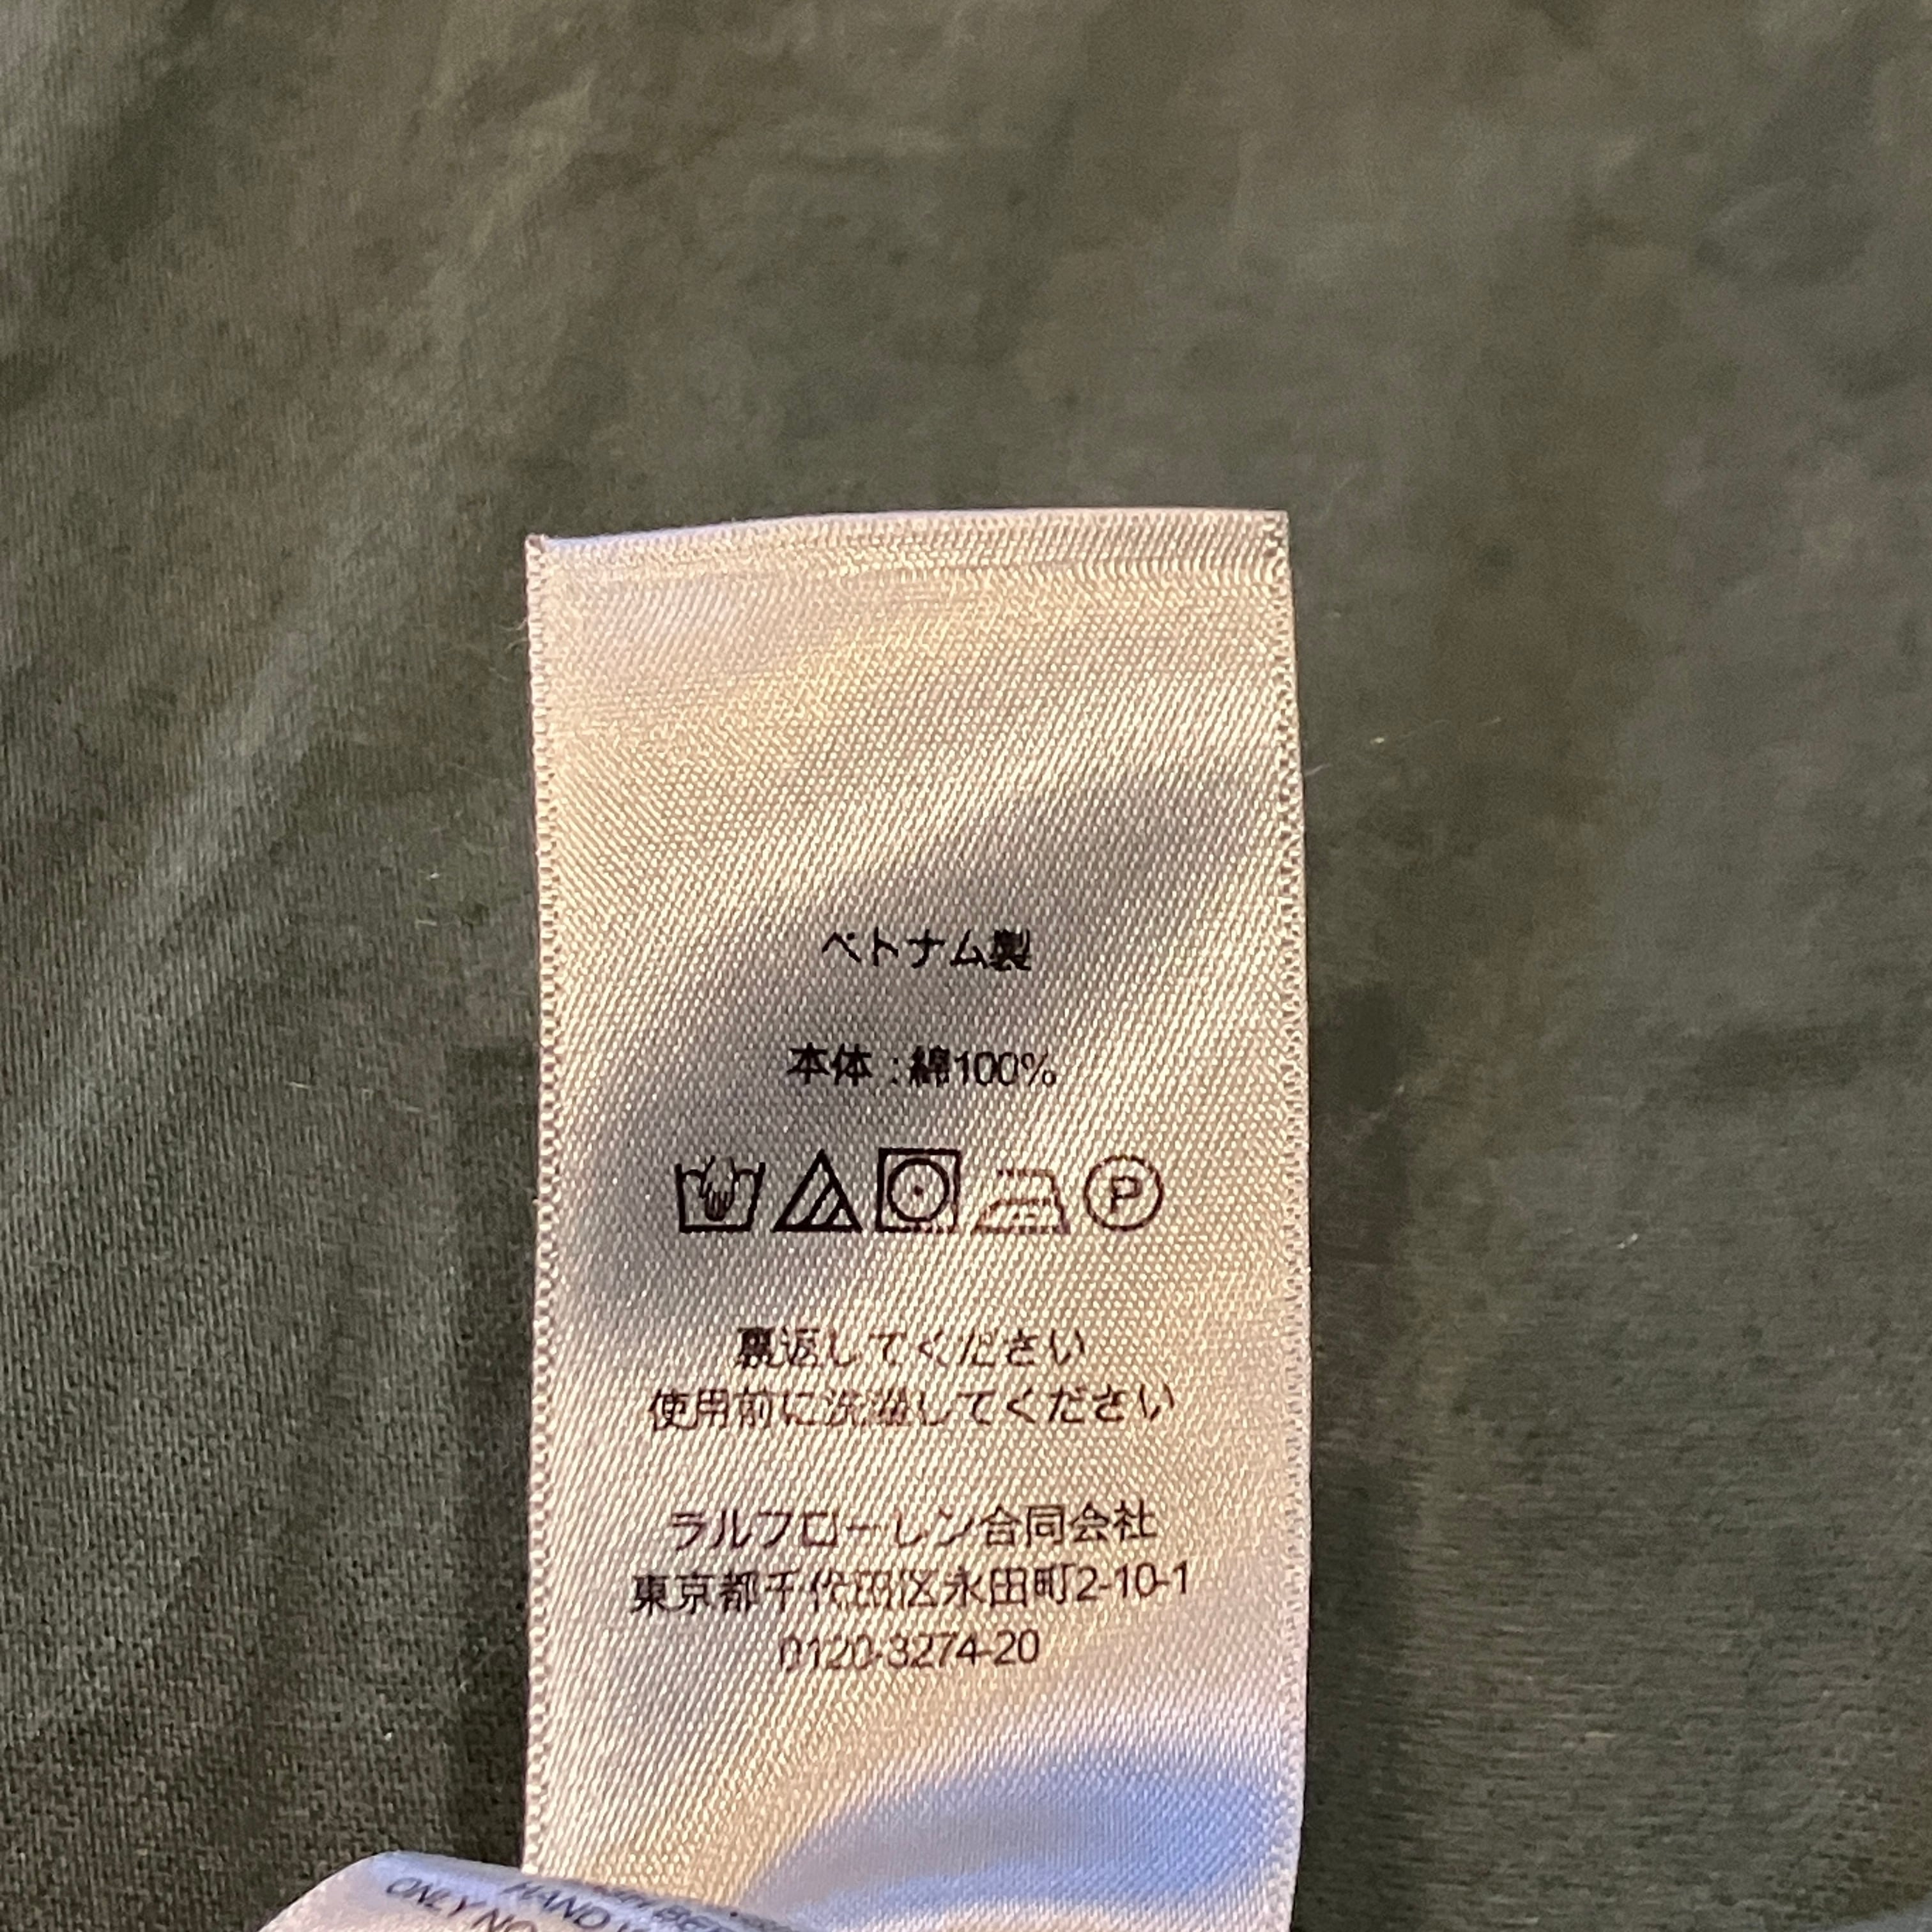 ベトナム製
本体 : 綿100%
P
裏返してください
使用前に洗濯してください
ラルフローレン合同会社
東京都千代田区永田町2-10-1
0120-3274-20
HAND
ONLY NO